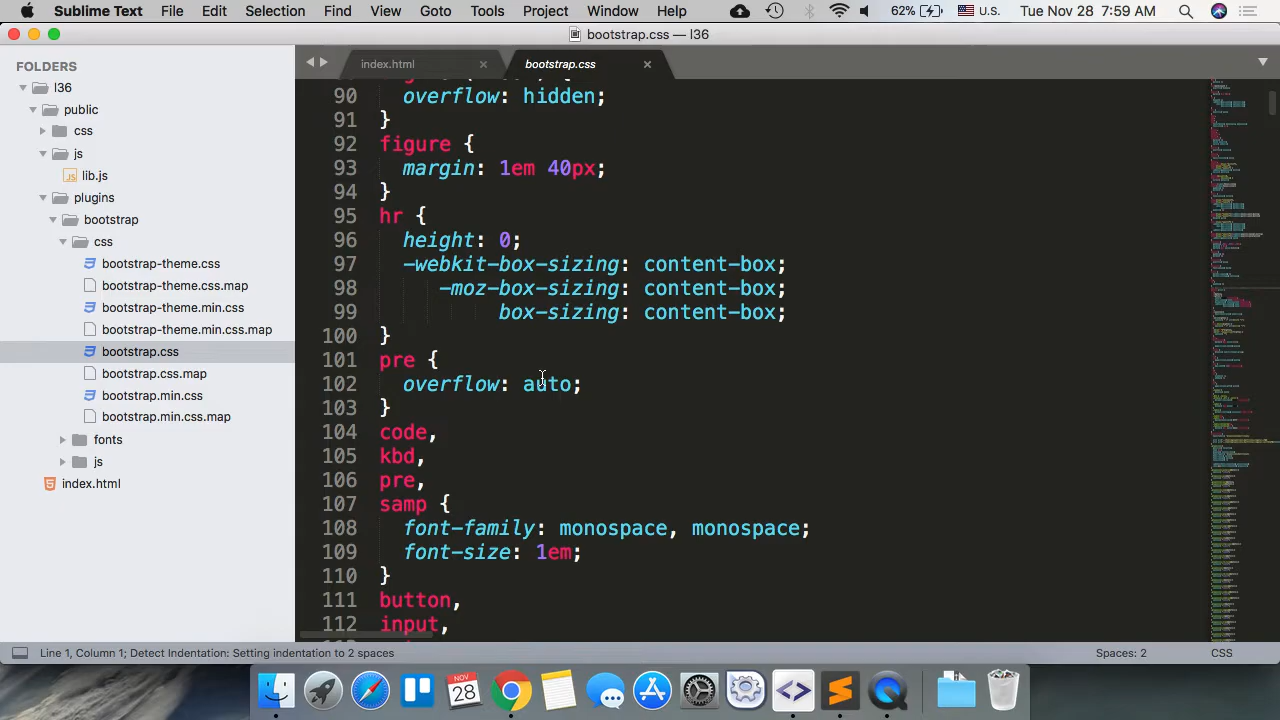 Sublime Text File Edit Selection Find View Goto Tools Project Window Help 62% U.S. Tue Nov 28 7:59 AM
bootstrap.css — l36
FOLDERS
l36
public
css
js
lib.js
plugins
bootstrap
css
bootstrap-theme.css
bootstrap-theme.css.map
bootstrap-theme.min.css
bootstrap-theme.min.css.map
bootstrap.css
bootstrap.css.map
bootstrap.min.css
bootstrap.min.css.map
fonts
js
index.html
index.html bootstrap.css
90 overflow: hidden;
91 }
92 figure {
93 margin: 1em 40px;
94 }
95 hr {
96 height: 0;
97 -webkit-box-sizing: content-box;
98 -moz-box-sizing: content-box;
99 box-sizing: content-box;
100 }
101 pre {
102 overflow: auto;
103 }
104 code,
105 kbd,
106 pre,
107 samp {
108 font-family: monospace, monospace;
109 font-size: 1em;
110 }
111 button,
112 input,
Line 1, Column 1; Detect Indentation: Setting indentation to 2 spaces Spaces: 2 CSS
NOV
28